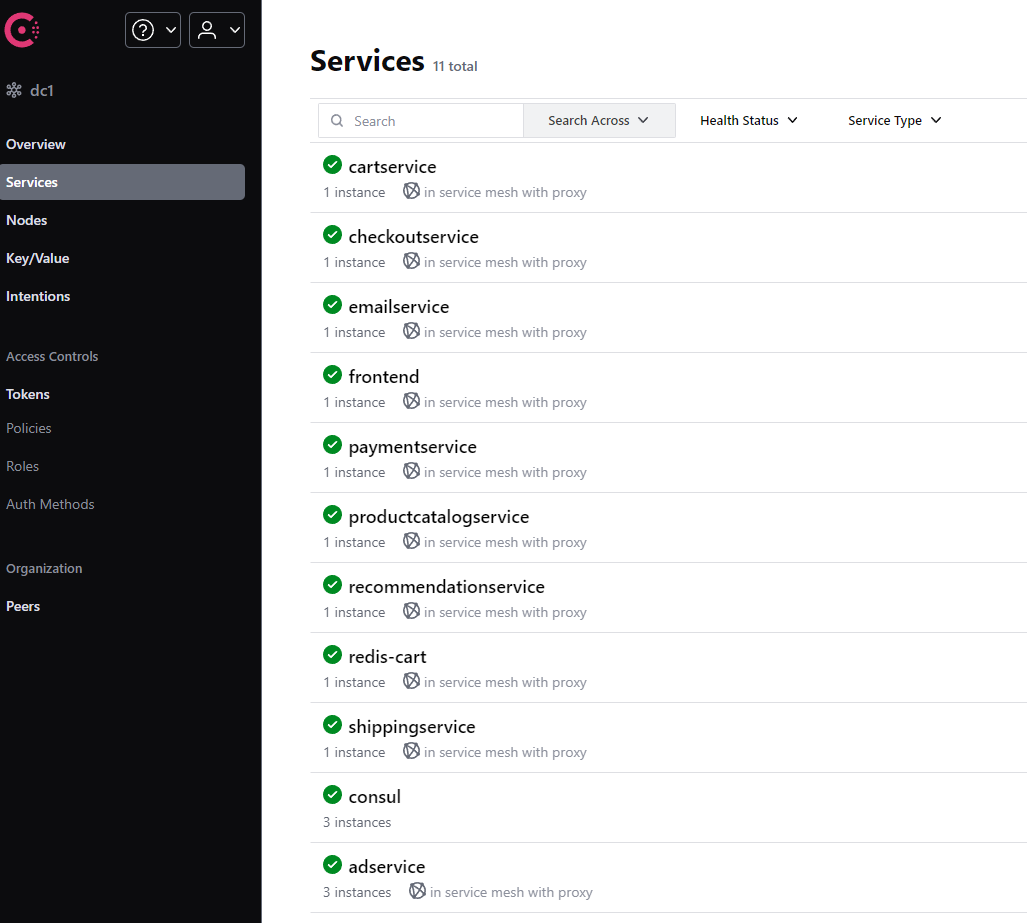 dc1
Overview
Services
Nodes
Key/Value
Intentions
Access Controls
Tokens
Policies
Roles
Auth Methods
Organization
Peers
Services 11 total
Search
Search Across
Health Status
Service Type
cartservice
1 instance in service mesh with proxy
checkoutservice
1 instance in service mesh with proxy
emailservice
1 instance in service mesh with proxy
frontend
1 instance in service mesh with proxy
paymentservice
1 instance in service mesh with proxy
productcatalogservice
1 instance in service mesh with proxy
recommendationservice
1 instance in service mesh with proxy
redis-cart
1 instance in service mesh with proxy
shippingservice
1 instance in service mesh with proxy
consul
3 instances
adservice
3 instances in service mesh with proxy